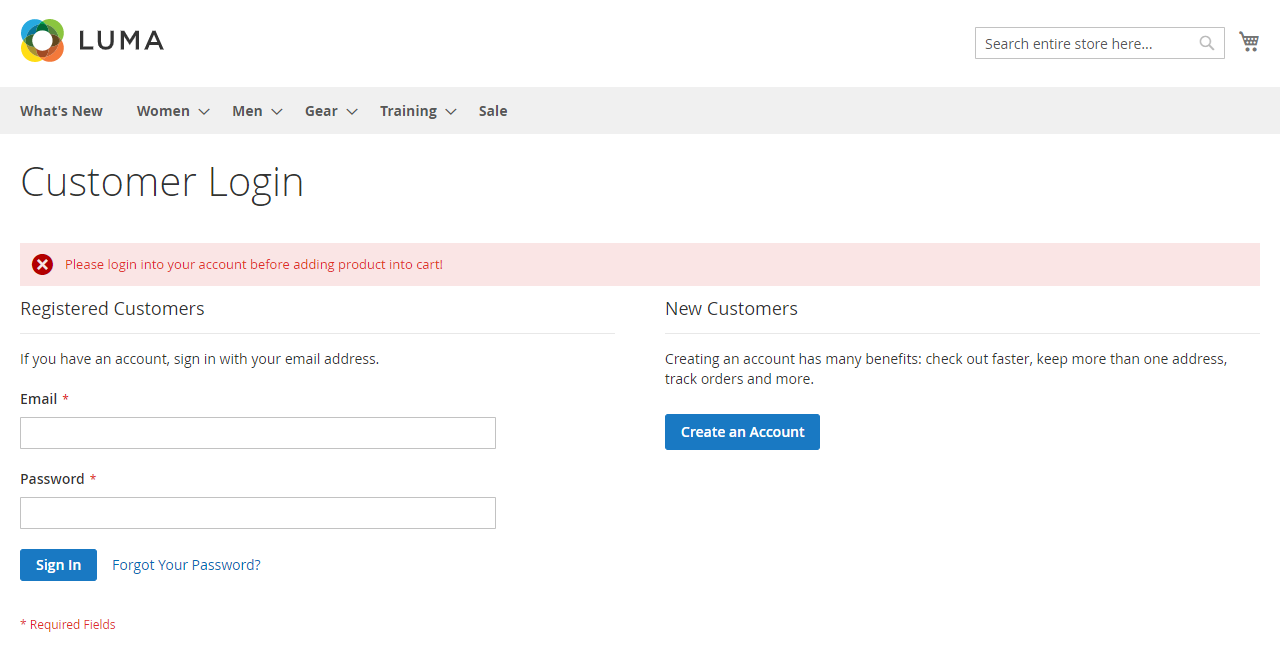 LUMA
Search entire store here...
What's New Women Men Gear Training Sale
Customer Login
Please login into your account before adding product into cart!
Registered Customers
If you have an account, sign in with your email address.
Email *
Password *
Sign In Forgot Your Password?
* Required Fields
New Customers
Creating an account has many benefits: check out faster, keep more than one address,
track orders and more.
Create an Account